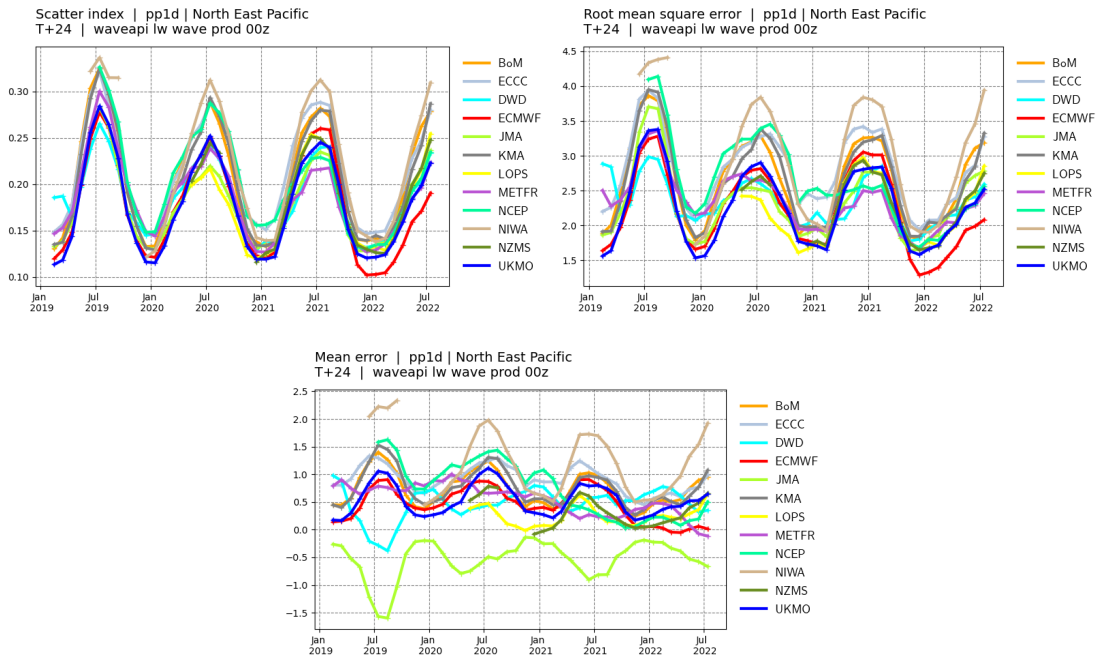 Scatter index | pp1d | North East Pacific
T+24 | waveapi lw wave prod 00z
0.30
0.25
0.20
0.15
0.10
Jan 2019
Jul 2019
Jan 2020
Jul 2020
Jan 2021
Jul 2021
Jan 2022
Jul 2022
BoM
ECCC
DWD
ECMWF
JMA
KMA
LOPS
METFR
NCEP
NIWA
NZMS
UKMO
Root mean square error | pp1d | North East Pacific
T+24 | waveapi lw wave prod 00z
4.5
4.0
3.5
3.0
2.5
2.0
1.5
Jan 2019
Jul 2019
Jan 2020
Jul 2020
Jan 2021
Jul 2021
Jan 2022
Jul 2022
BoM
ECCC
DWD
ECMWF
JMA
KMA
LOPS
METFR
NCEP
NIWA
NZMS
UKMO
Mean error | pp1d | North East Pacific
T+24 | waveapi lw wave prod 00z
2.5
2.0
1.5
1.0
0.5
0.0
−0.5
−1.0
−1.5
Jan 2019
Jul 2019
Jan 2020
Jul 2020
Jan 2021
Jul 2021
Jan 2022
Jul 2022
BoM
ECCC
DWD
ECMWF
JMA
KMA
LOPS
METFR
NCEP
NIWA
NZMS
UKMO